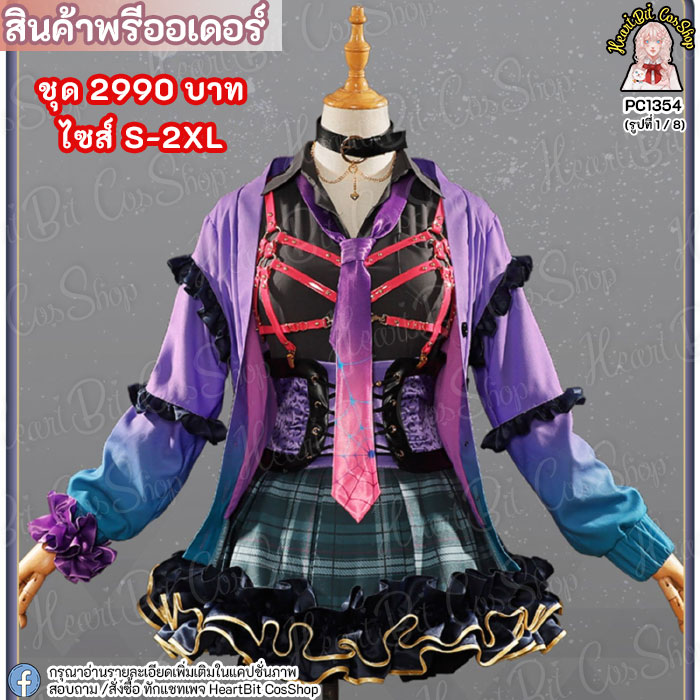 สินค้าพรีออเดอร์
HeartBit CosShop
PC1354
(รูปที่ 1 / 8)
ชุด 2990 บาท
ไซส์ S-2XL
HeartBit CosShop
กรุณาอ่านรายละเอียดเพิ่มเติมในแคปชั่นภาพ
สอบถาม /สั่งซื้อ ทักแชทเพจ HeartBit CosShop